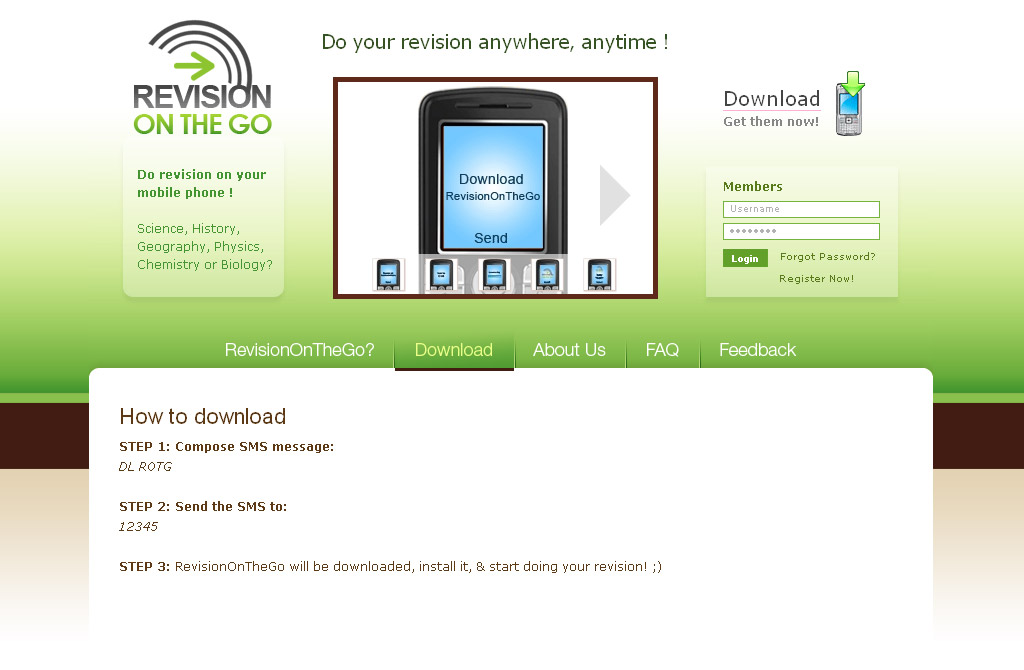 REVISION
ON THE GO
Do your revision anywhere, anytime !
Download
RevisionOnTheGo
Send
Download
Get them now!
Do revision on your
mobile phone !
Science, History,
Geography, Physics,
Chemistry or Biology?
Members
Username
Login
Forgot Password?
Register Now!
RevisionOnTheGo?
Download
About Us
FAQ
Feedback
How to download
STEP 1: Compose SMS message:
DL ROTG
STEP 2: Send the SMS to:
12345
STEP 3: RevisionOnTheGo will be downloaded, install it, & start doing your revision! ;)